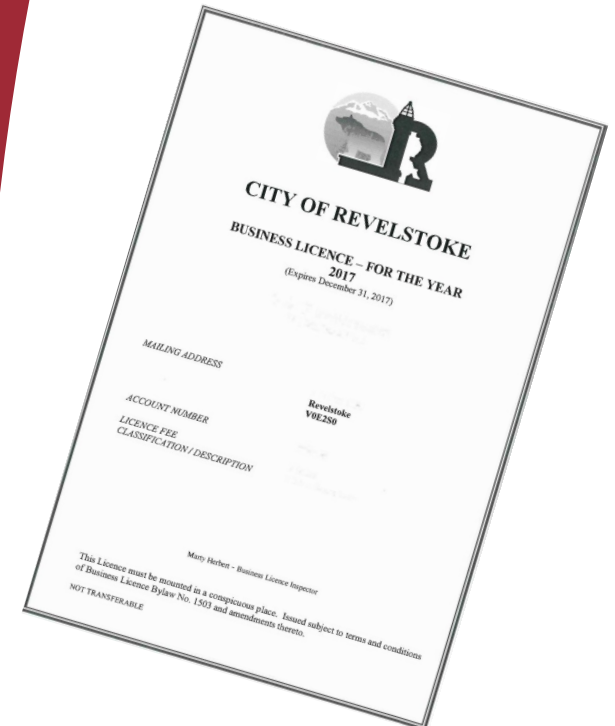 CITY OF REVELSTOKE
BUSINESS LICENCE – FOR THE YEAR
2017
(Expires December 31, 2017)
MAILING ADDRESS
Revelstoke
V0E2S0
ACCOUNT NUMBER
LICENCE FEE
CLASSIFICATION / DESCRIPTION
Marty Herbert - Business Licence Inspector
This Licence must be mounted in a conspicuous place. Issued subject to terms and conditions
of Business Licence Bylaw No. 1503 and amendments thereto.
NOT TRANSFERABLE